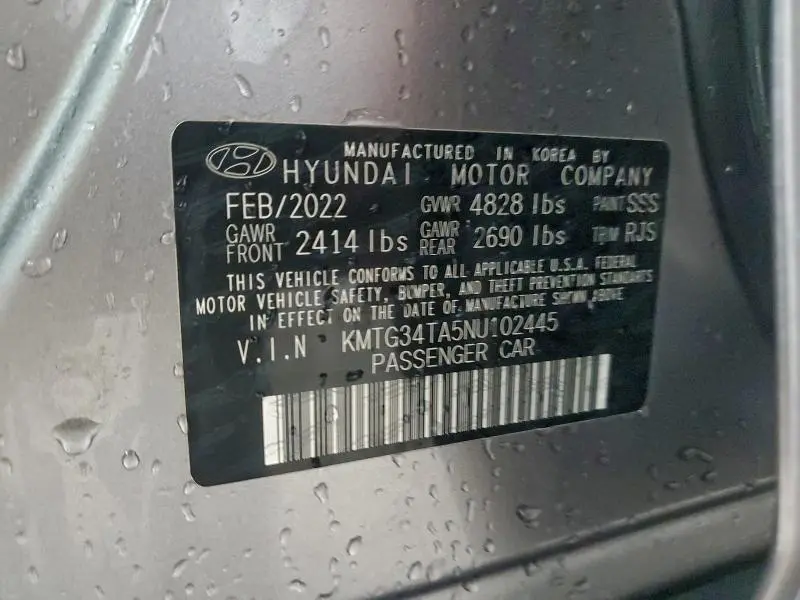 MANUFACTURED IN KOREA BY
HYUNDAI MOTOR COMPANY
FEB/2022 GVWR 4828 lbs PAINT SSS
GAWR FRONT 2414 lbs GAWR REAR 2690 lbs TRIM RJS
THIS VEHICLE CONFORMS TO ALL APPLICABLE U.S.A. FEDERAL
MOTOR VEHICLE SAFETY, BUMPER, AND THEFT PREVENTION STANDARDS
IN EFFECT ON THE DATE OF MANUFACTURE SHOWN ABOVE.
V.I.N KMTG34TA5NU102445
PASSENGER CAR